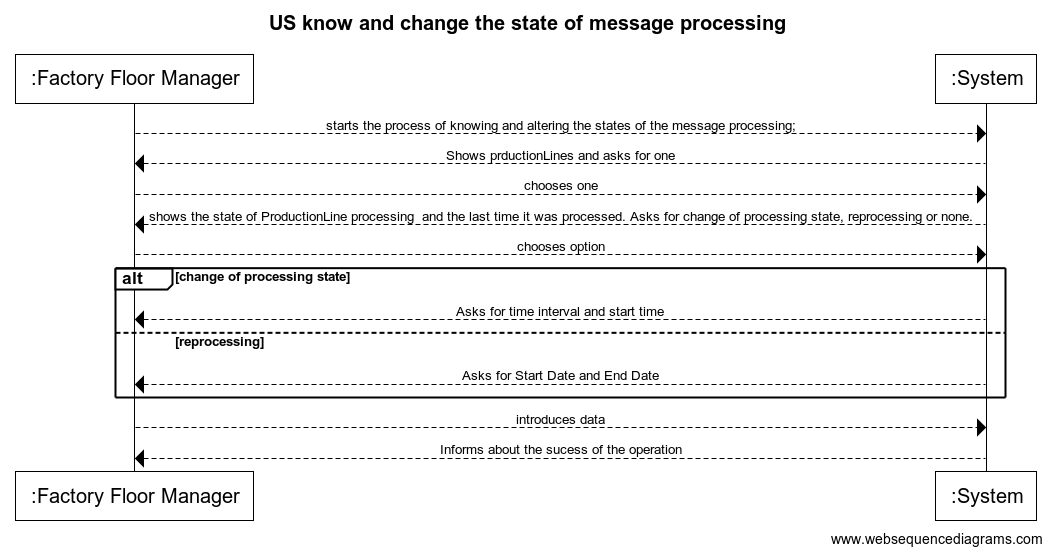 US know and change the state of message processing
:Factory Floor Manager
:System
starts the process of knowing and altering the states of the message processing;
Shows prductionLines and asks for one
chooses one
shows the state of ProductionLine processing  and the last time it was processed. Asks for change of processing state, reprocessing or none.
chooses option
alt
[change of processing state]
Asks for time interval and start time
[reprocessing]
Asks for Start Date and End Date
introduces data
Informs about the sucess of the operation
:Factory Floor Manager
:System
www.websequencediagrams.com